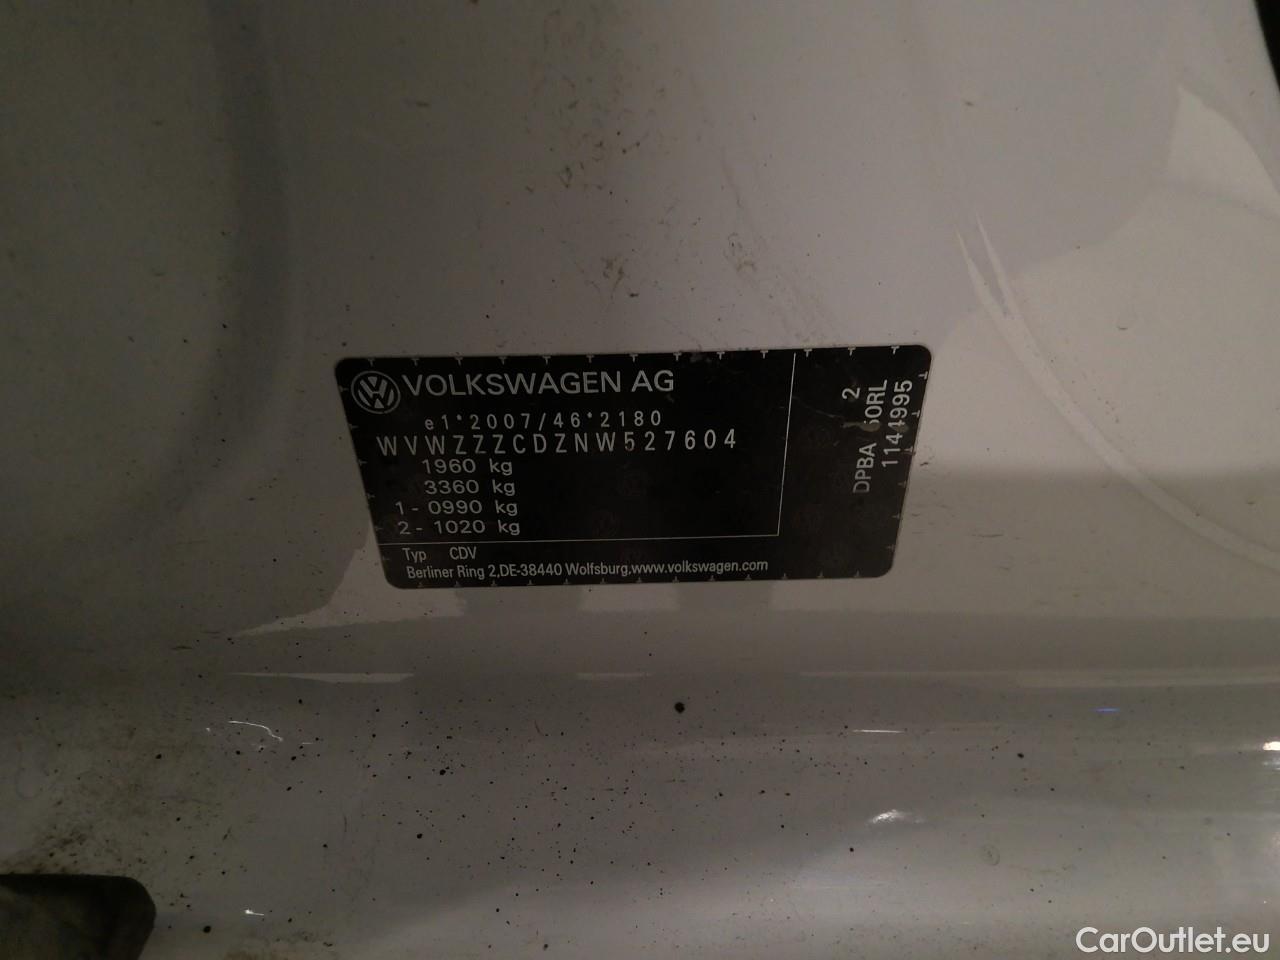 VOLKSWAGEN AG
e1*2007/46*2180
WVWZZZCDZNW527604
1960 kg
3360 kg
1 - 0990 kg
2 - 1020 kg
Typ CDV
Berliner Ring 2,DE-38440 Wolfsburg,www.volkswagen.com
2
DPBA
1144995
CarOutlet.eu